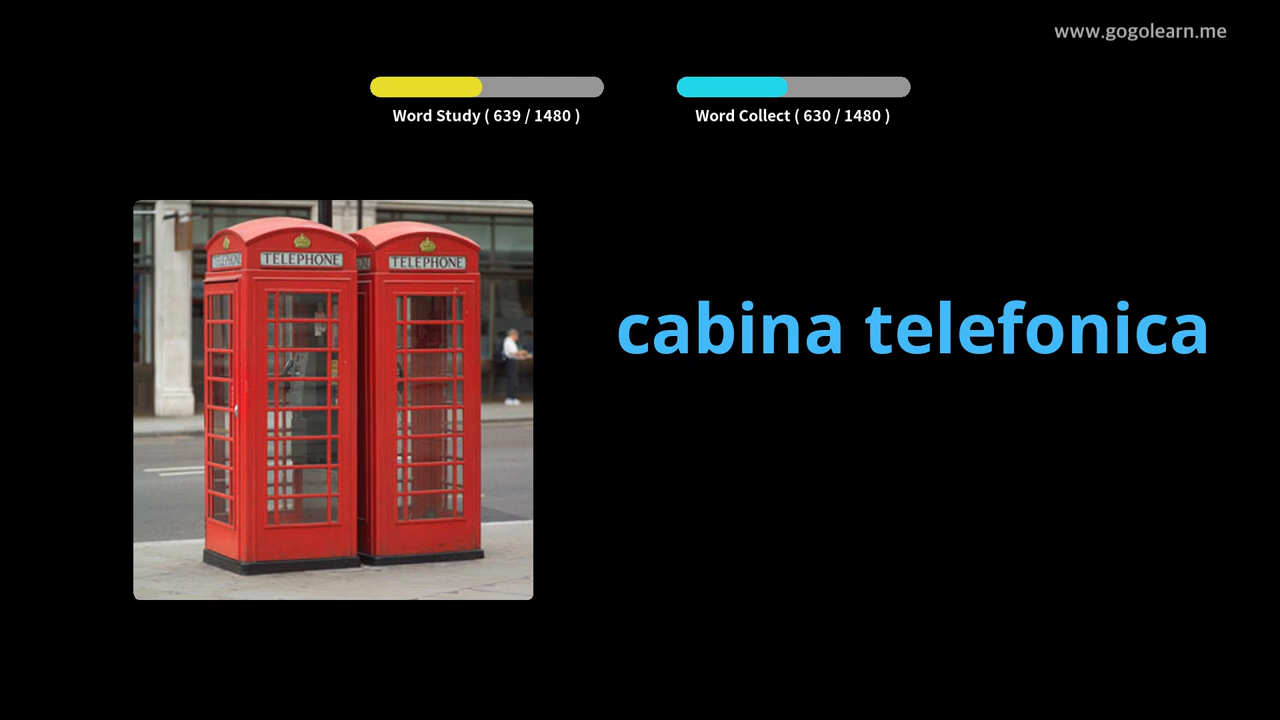 www.gogolearn.me
Word Study ( 639 / 1480 )
Word Collect ( 630 / 1480 )
TELEPHONE
TELEPHONE
cabina telefonica